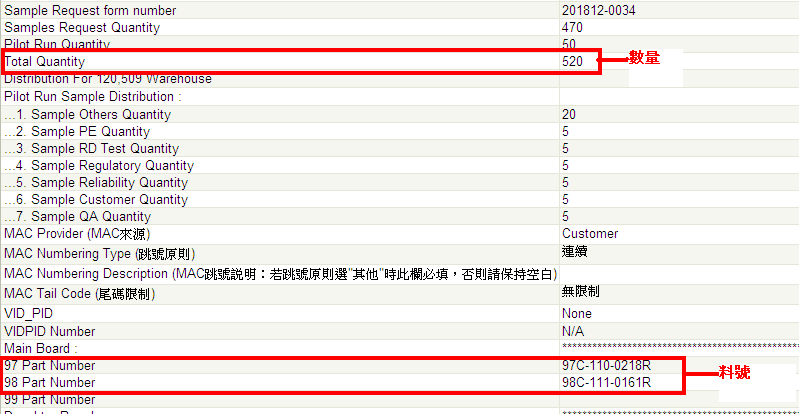 Sample Request form number 201812-0034
Samples Request Quantity 470
Pilot Run Quantity 50
Total Quantity 520 數量
Distribution For 120,509 Warehouse
Pilot Run Sample Distribution :
...1. Sample Others Quantity 20
...2. Sample PE Quantity 5
...3. Sample RD Test Quantity 5
...4. Sample Regulatory Quantity 5
...5. Sample Reliability Quantity 5
...6. Sample Customer Quantity 5
...7. Sample QA Quantity 5
MAC Provider (MAC來源) Customer
MAC Numbering Type (跳號原則) 連續
MAC Numbering Description (MAC跳號說明：若跳號原則選"其他"時此欄必填，否則請保持空白)
MAC Tail Code (尾碼限制) 無限制
VID_PID None
VIDPID Number N/A
Main Board : ************************************************
97 Part Number 97C-110-0218R 料號
98 Part Number 98C-111-0161R
99 Part Number